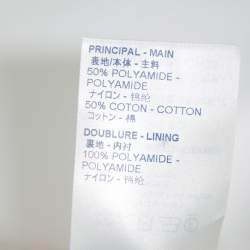 PRINCIPAL - MAIN
表地/本体 - 主料
50% POLYAMIDE -
POLYAMIDE
ナイロン - 锦纶
50% COTON - COTTON
コットン - 棉
DOUBLURE - LINING
裏地 - 内衬
100% POLYAMIDE -
POLYAMIDE
ナイロン - 锦纶